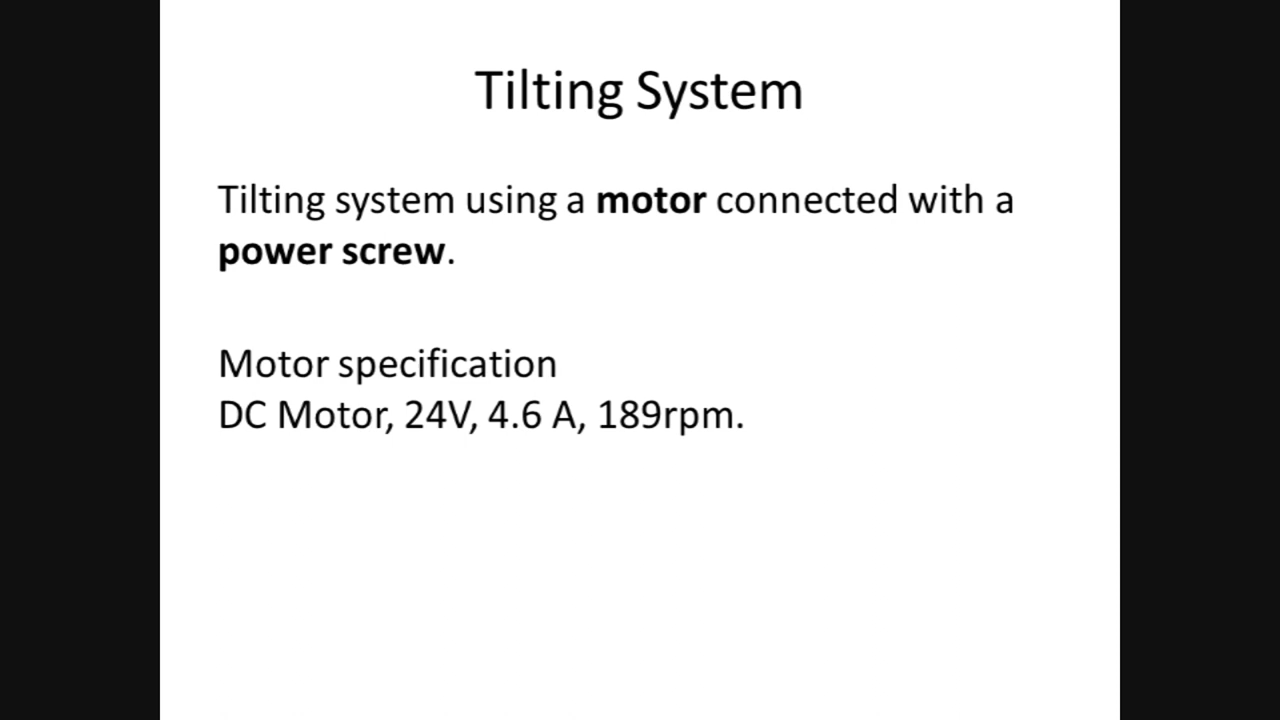 Tilting System
Tilting system using a motor connected with a
power screw.
Motor specification
DC Motor, 24V, 4.6 A, 189rpm.